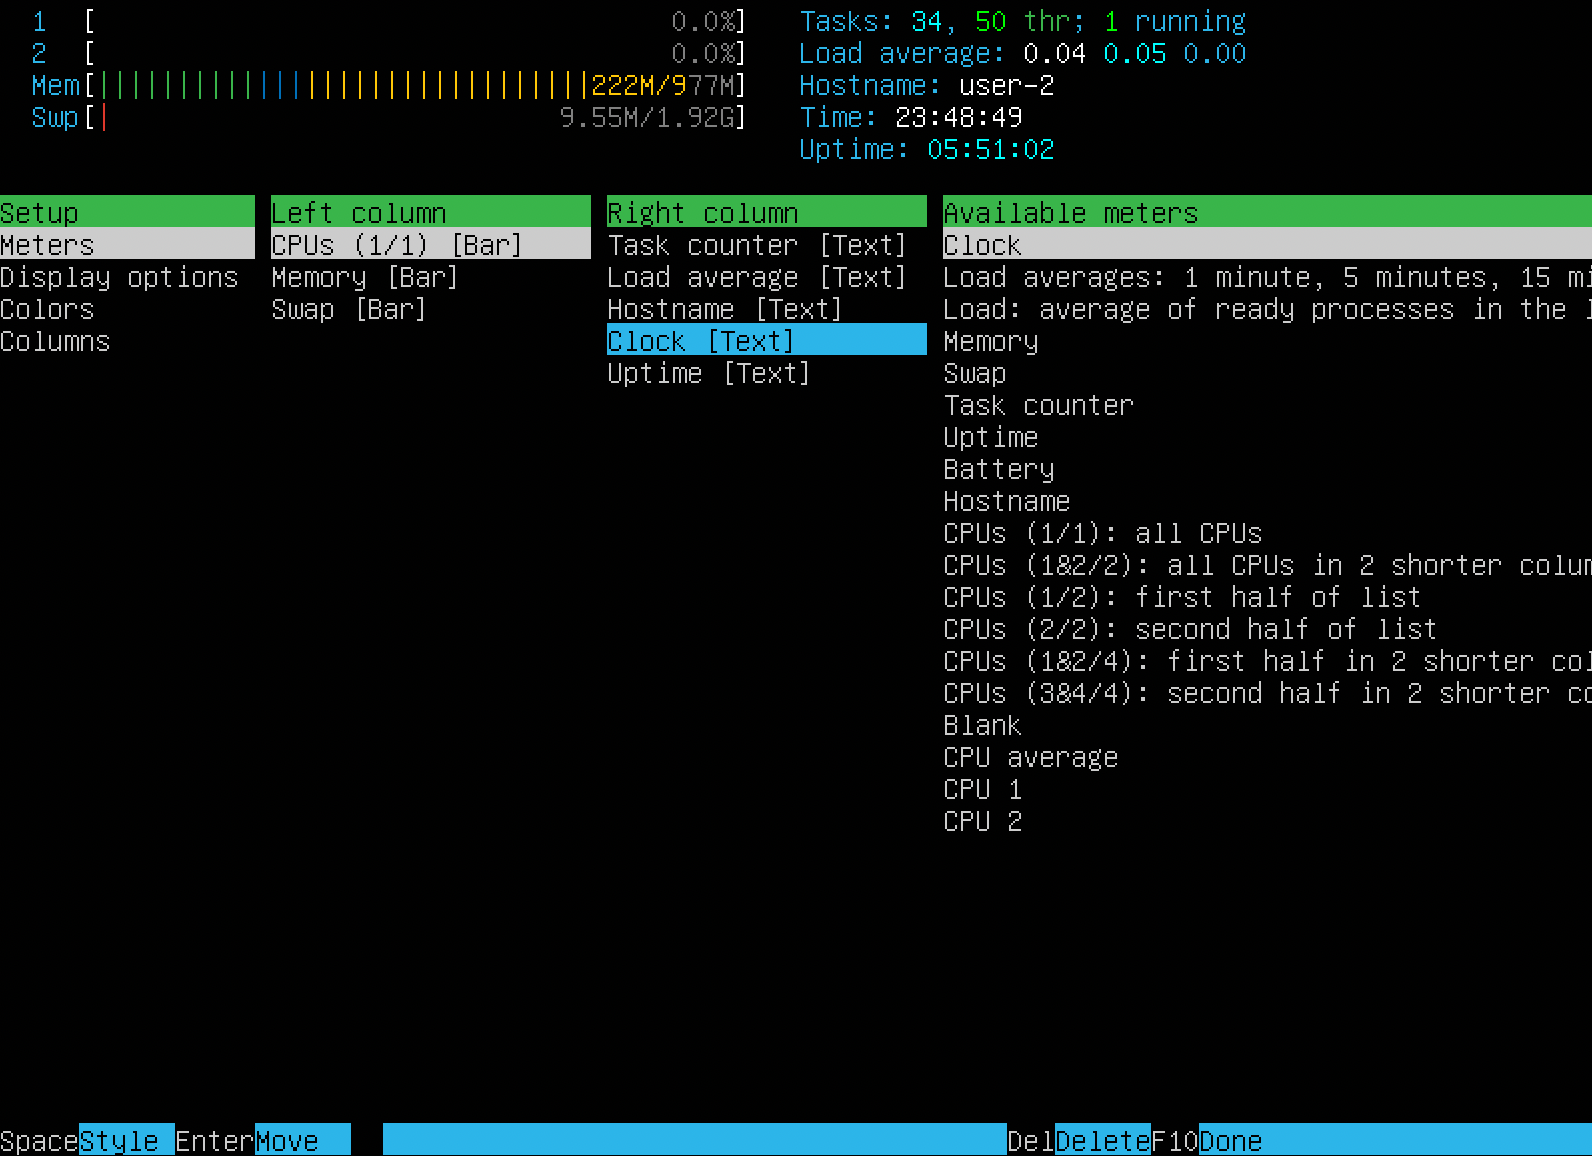 1 [ 0.0%] Tasks: 34, 50 thr; 1 running
2 [ 0.0%] Load average: 0.04 0.05 0.00
Mem[|||||||||||||||||||||||||||||||222M/977M] Hostname: user-2
Swp[| 9.55M/1.92G] Time: 23:48:49
Uptime: 05:51:02
Setup Left column Right column Available meters
Meters CPUs (1/1) [Bar] Task counter [Text] Clock
Display options Memory [Bar] Load average [Text] Load averages: 1 minute, 5 minutes, 15 mi
Colors Swap [Bar] Hostname [Text] Load: average of ready processes in the l
Columns Clock [Text] Memory
Uptime [Text] Swap
Task counter
Uptime
Battery
Hostname
CPUs (1/1): all CPUs
CPUs (1&2/2): all CPUs in 2 shorter colum
CPUs (1/2): first half of list
CPUs (2/2): second half of list
CPUs (1&2/4): first half in 2 shorter col
CPUs (3&4/4): second half in 2 shorter co
Blank
CPU average
CPU 1
CPU 2
SpaceStyle EnterMove DelDeleteF10Done